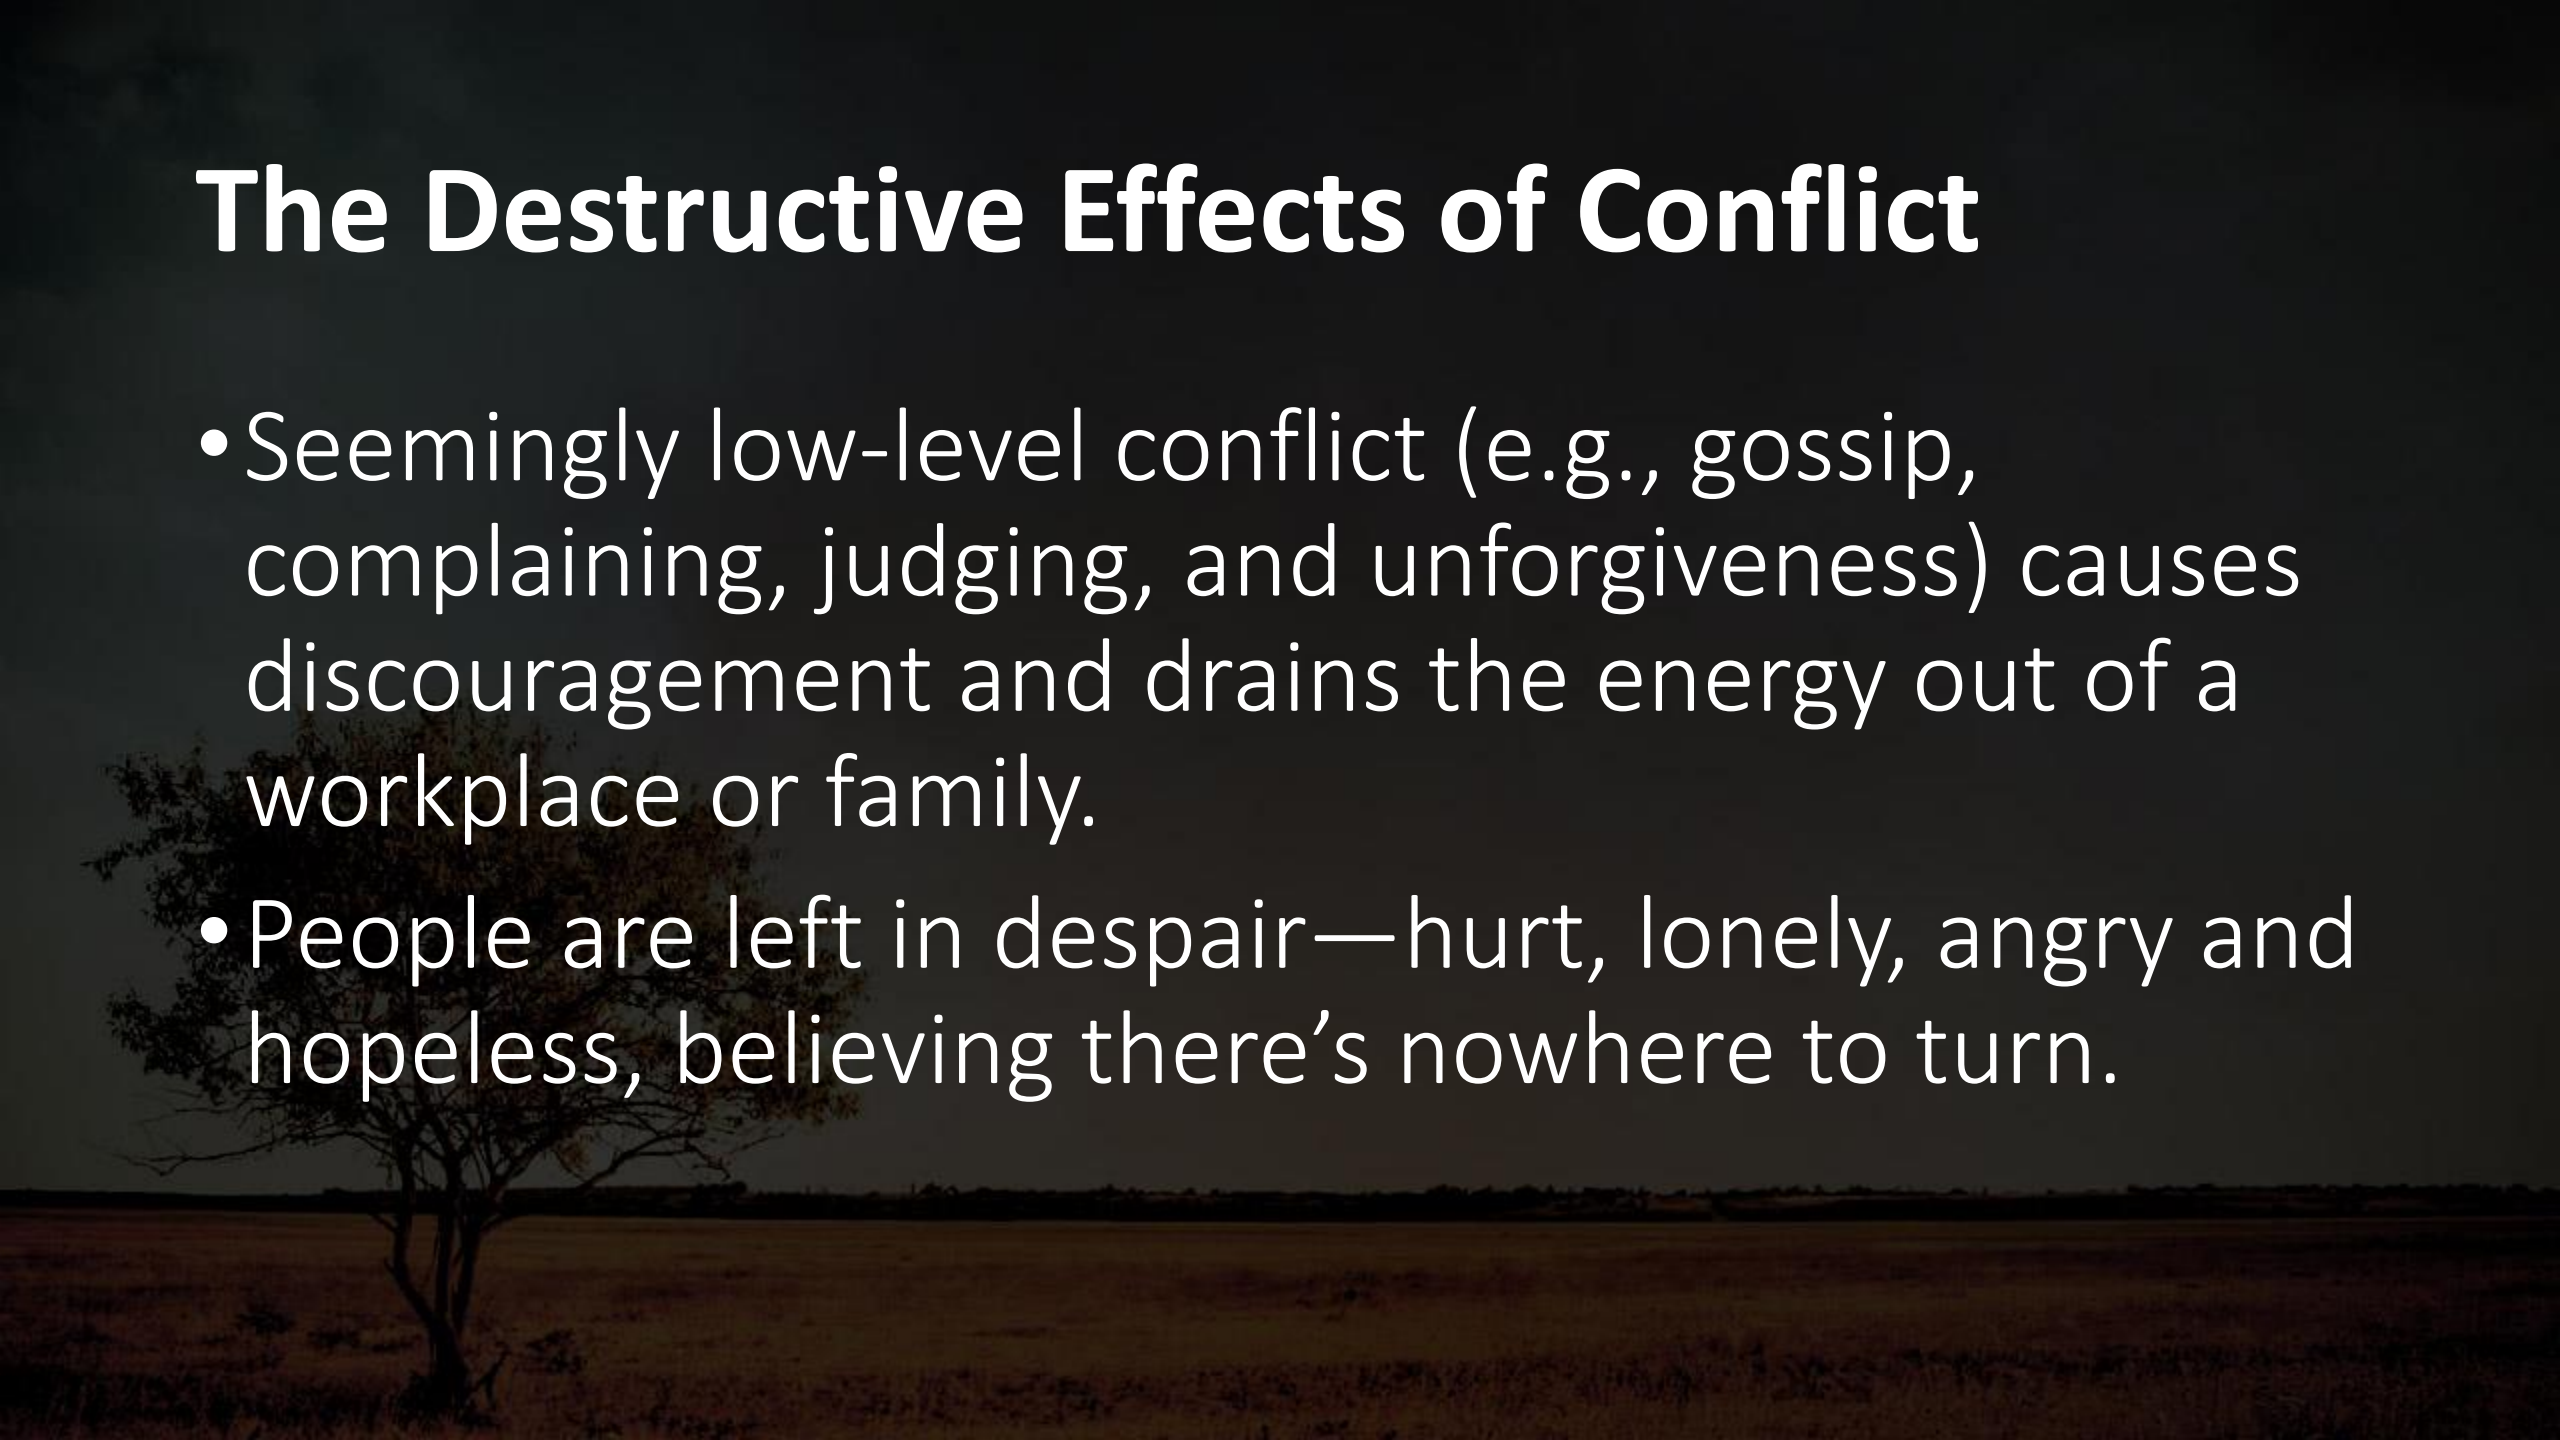 The Destructive Effects of Conflict
•Seemingly low-level conflict (e.g., gossip,
complaining, judging, and unforgiveness) causes
discouragement and drains the energy out of a
workplace or family.
•People are left in despair—hurt, lonely, angry and
hopeless, believing there’s nowhere to turn.